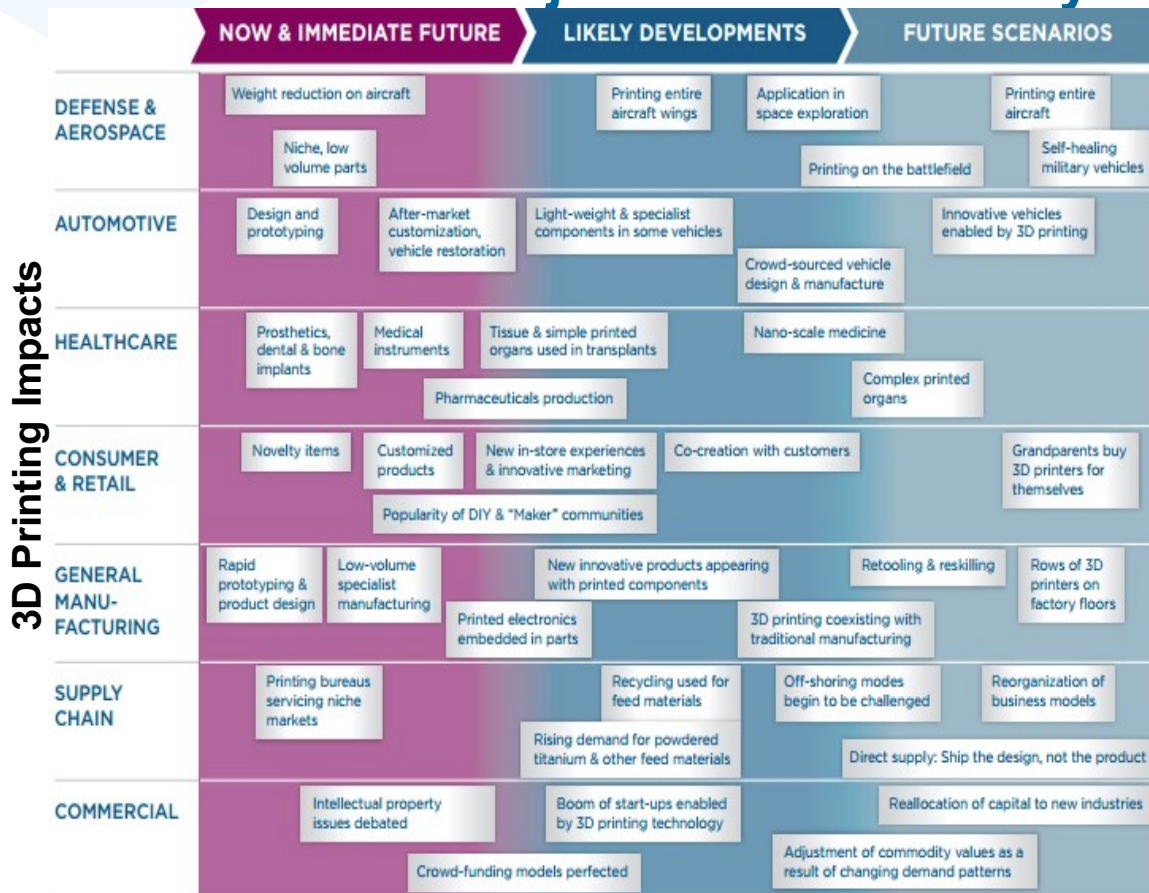 NOW & IMMEDIATE FUTURE
LIKELY DEVELOPMENTS
FUTURE SCENARIOS
3D Printing Impacts
DEFENSE &
AEROSPACE
Weight reduction on aircraft
Niche, low
volume parts
Printing entire
aircraft wings
Application in
space exploration
Printing on the battlefield
Printing entire
aircraft
Self-healing
military vehicles
AUTOMOTIVE
Design and
prototyping
After-market
customization,
vehicle restoration
Light-weight & specialist
components in some vehicles
Crowd-sourced vehicle
design & manufacture
Innovative vehicles
enabled by 3D printing
HEALTHCARE
Prosthetics,
dental & bone
implants
Medical
instruments
Tissue & simple printed
organs used in transplants
Pharmaceuticals production
Nano-scale medicine
Complex printed
organs
CONSUMER
& RETAIL
Novelty items
Customized
products
New in-store experiences
& innovative marketing
Popularity of DIY & "Maker" communities
Co-creation with customers
Grandparents buy
3D printers for
themselves
GENERAL
MANU-
FACTURING
Rapid
prototyping &
product design
Low-volume
specialist
manufacturing
Printed electronics
embedded in parts
New innovative products appearing
with printed components
3D printing coexisting with
traditional manufacturing
Retooling & reskilling
Rows of 3D
printers on
factory floors
SUPPLY
CHAIN
Printing bureaus
servicing niche
markets
Recycling used for
feed materials
Rising demand for powdered
titanium & other feed materials
Off-shoring modes
begin to be challenged
Reorganization of
business models
Direct supply: Ship the design, not the product
COMMERCIAL
Intellectual property
issues debated
Crowd-funding models perfected
Boom of start-ups enabled
by 3D printing technology
Reallocation of capital to new industries
Adjustment of commodity values as a
result of changing demand patterns